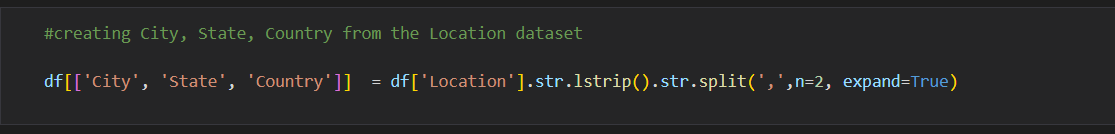 #creating City, State, Country from the Location dataset
df[['City', 'State', 'Country']]  = df['Location'].str.lstrip().str.split(',',n=2, expand=True)